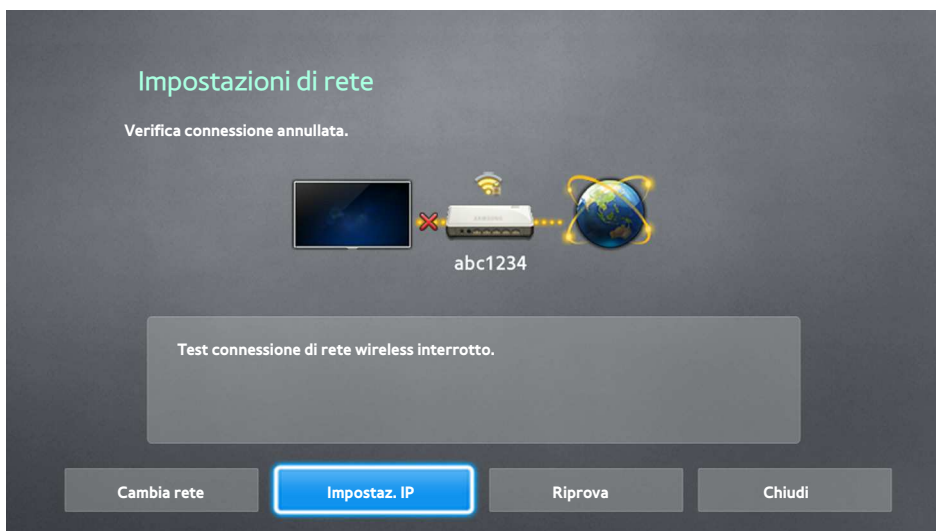 Impostazioni di rete
Verifica connessione annullata.
SAMSUNG
abc1234
Test connessione di rete wireless interrotto.
Cambia rete
Impostaz. IP
Riprova
Chiudi